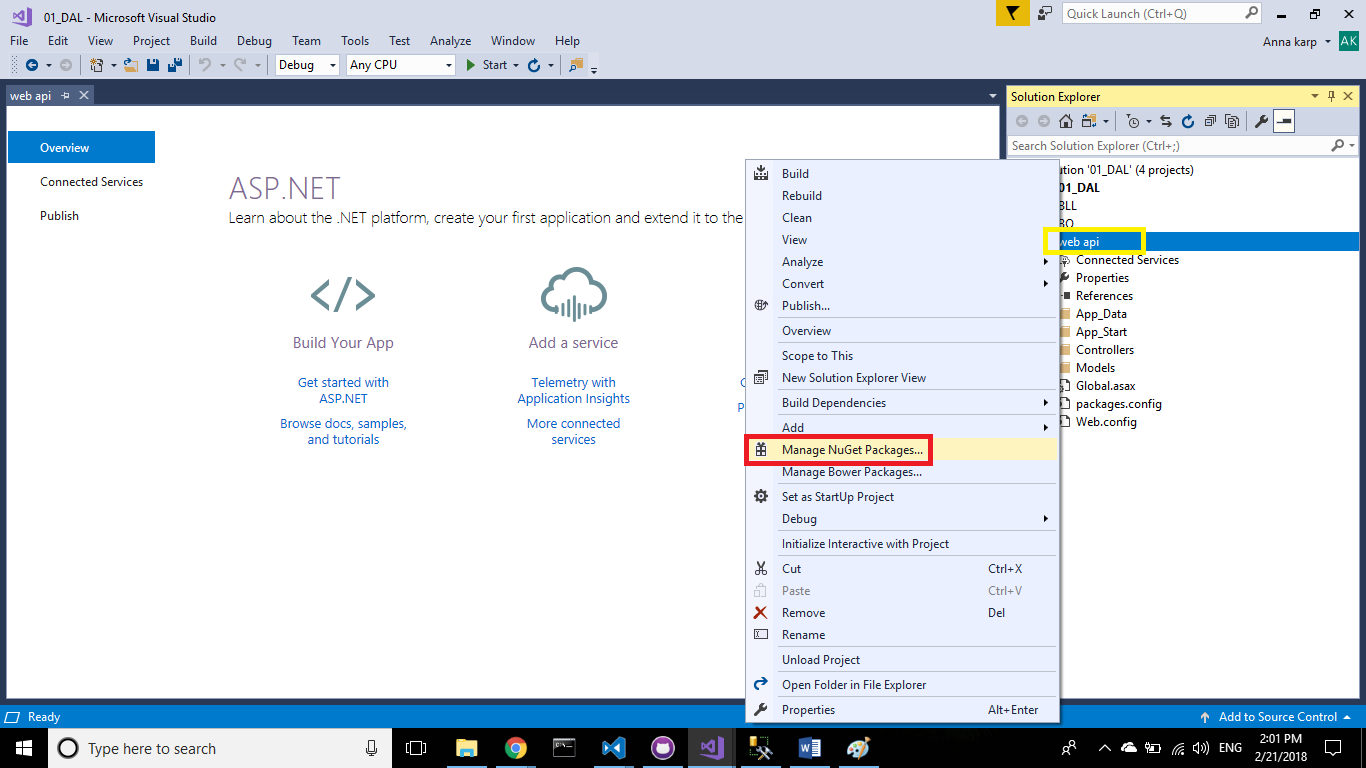 01_DAL - Microsoft Visual Studio
Quick Launch (Ctrl+Q)
File Edit View Project Build Debug Team Tools Test Analyze Window Help
Anna karp AK
Debug Any CPU Start
web api
Overview
Connected Services
Publish
ASP.NET
Learn about the .NET platform, create your first application and extend it to the
Build Your App
Get started with
ASP.NET
Browse docs, samples,
and tutorials
Add a service
Telemetry with
Application Insights
More connected
services
Build
Rebuild
Clean
View
Analyze
Convert
Publish...
Overview
Scope to This
New Solution Explorer View
Build Dependencies
Add
Manage NuGet Packages...
Manage Bower Packages...
Set as StartUp Project
Debug
Initialize Interactive with Project
Cut Ctrl+X
Paste Ctrl+V
Remove Del
Rename
Unload Project
Open Folder in File Explorer
Properties Alt+Enter
Solution Explorer
Search Solution Explorer (Ctrl+;)
'01_DAL' (4 projects)
01_DAL
BLL
web api
Connected Services
Properties
References
App_Data
App_Start
Controllers
Models
Global.asax
packages.config
Web.config
Ready
Add to Source Control
Type here to search
ENG
2:01 PM
2/21/2018